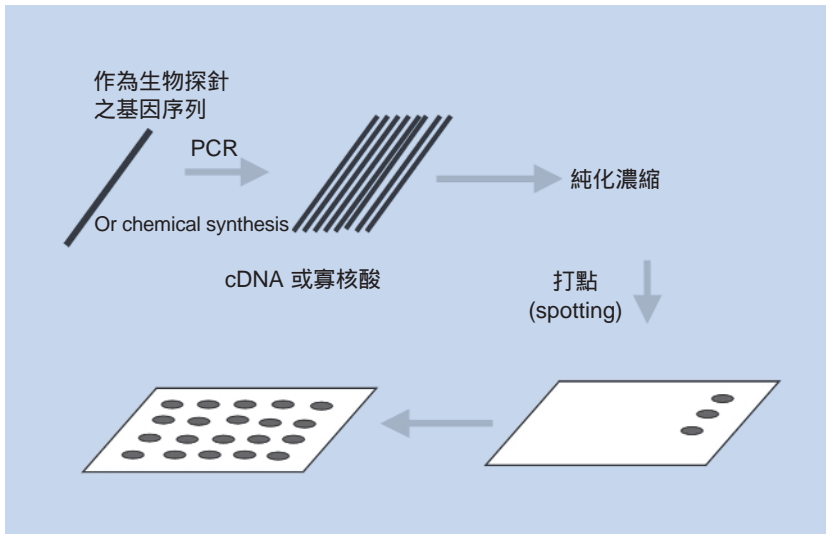 作為生物探針
之基因序列
PCR
Or chemical synthesis
cDNA 或寡核酸
純化濃縮
打點
(spotting)